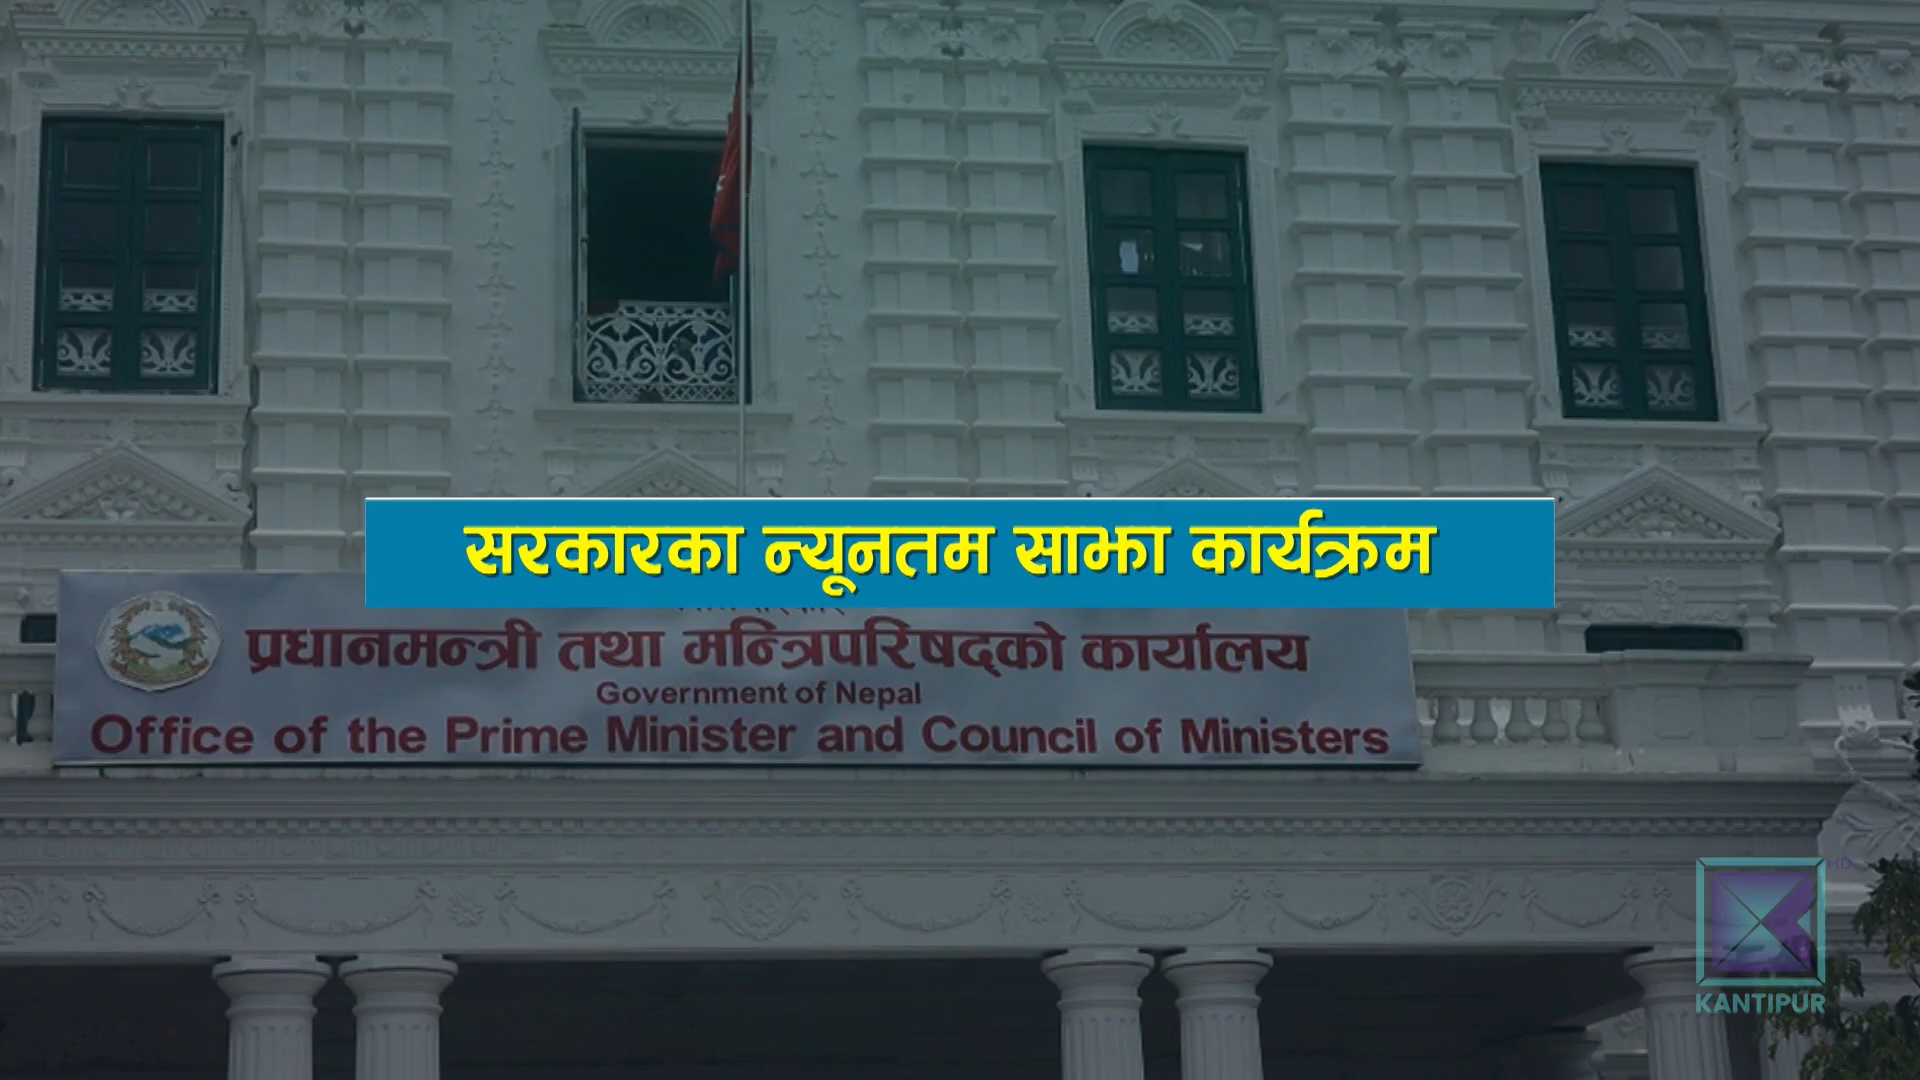 सरकारका न्यूनतम साझा कार्यक्रम
प्रधानमन्त्री तथा मन्त्रिपरिषद्को कार्यालय
Government of Nepal
Office of the Prime Minister and Council of Ministers
HD
KANTIPUR